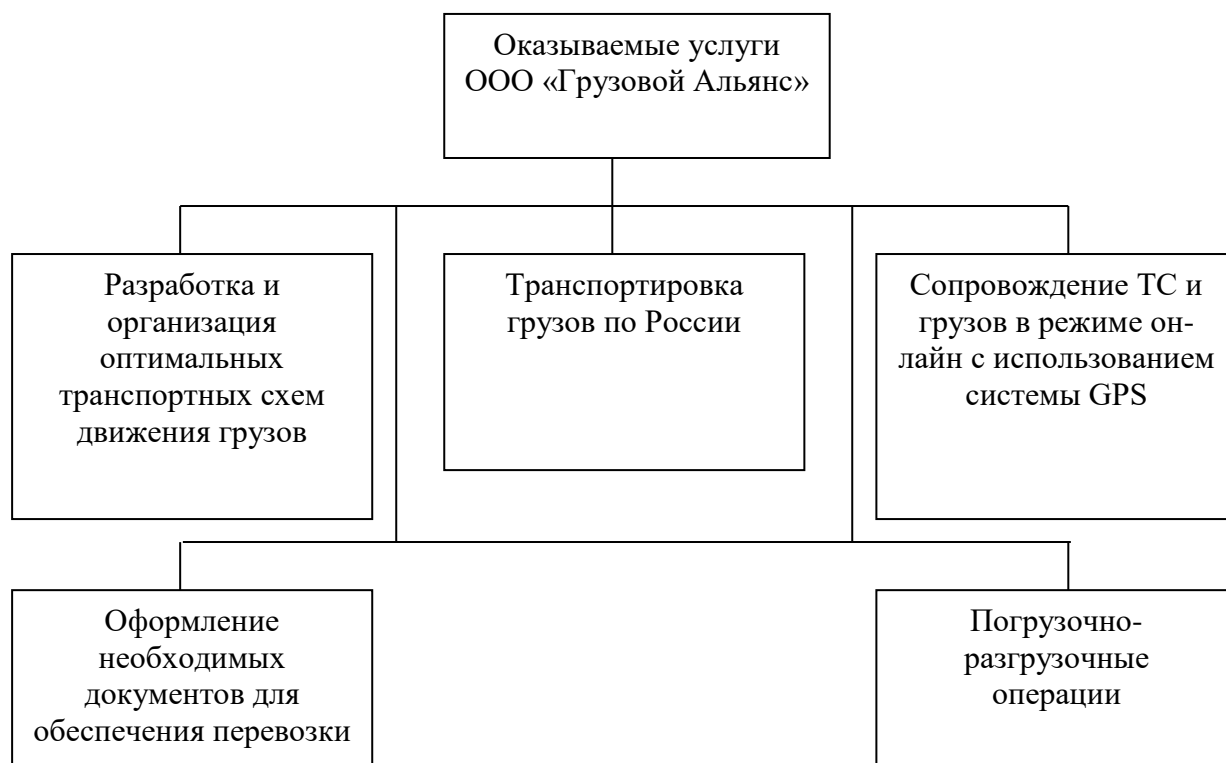 Оказываемые услуги
ООО «Грузовой Альянс»
Разработка и
организация
оптимальных
транспортных схем
движения грузов
Транспортировка
грузов по России
Сопровождение ТС и
грузов в режиме он-
лайн с использованием
системы GPS
Оформление
необходимых
документов для
обеспечения перевозки
Погрузочно-
разгрузочные
операции